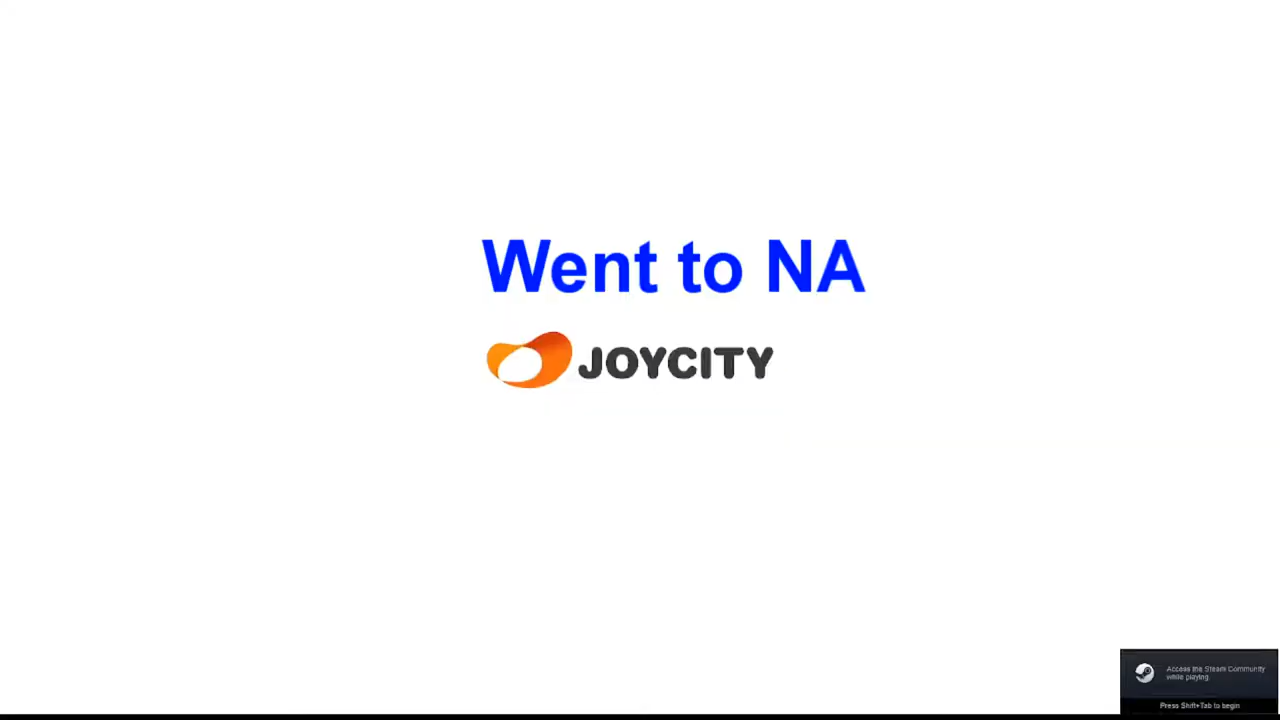 Went to NA
JOYCITY
Access the Steam Community
while playing.
Press Shift+Tab to begin